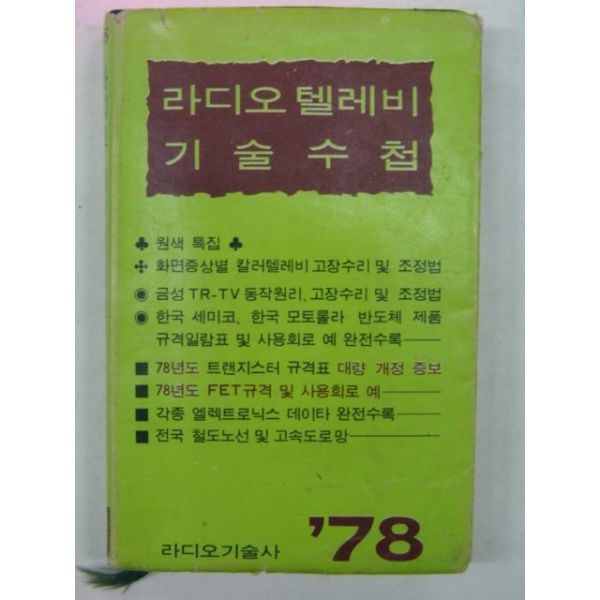 라디오 텔레비
기술수첩
♣ 원색 특집 ♣
✣ 화면증상별 칼러텔레비 고장수리 및 조정법
◉ 금성 TR-TV 동작원리, 고장수리 및 조정법
◉ 한국 세미코, 한국 모토롤라 반도체 제품
규격일람표 및 사용회로 예 완전수록——
■ 78년도 트랜지스터 규격표 대량 개정 증보
■ 78년도 FET규격 및 사용회로 예——
■ 각종 엘렉트로닉스 데이타 완전수록——
■ 전국 철도노선 및 고속도로망——
라디오기술사
'78